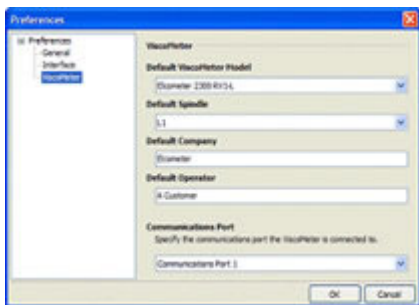 Preferences
Preferences
General
Interface
ViscoMeter
ViscoMeter
Default ViscoMeter Model
Elcometer 2300 RV1-L
Default Spindle
L1
Default Company
Elcometer
Default Operator
A Customer
Communications Port
Specify the communications port the ViscoMeter is connected to.
Communications Port 1
OK
Cancel